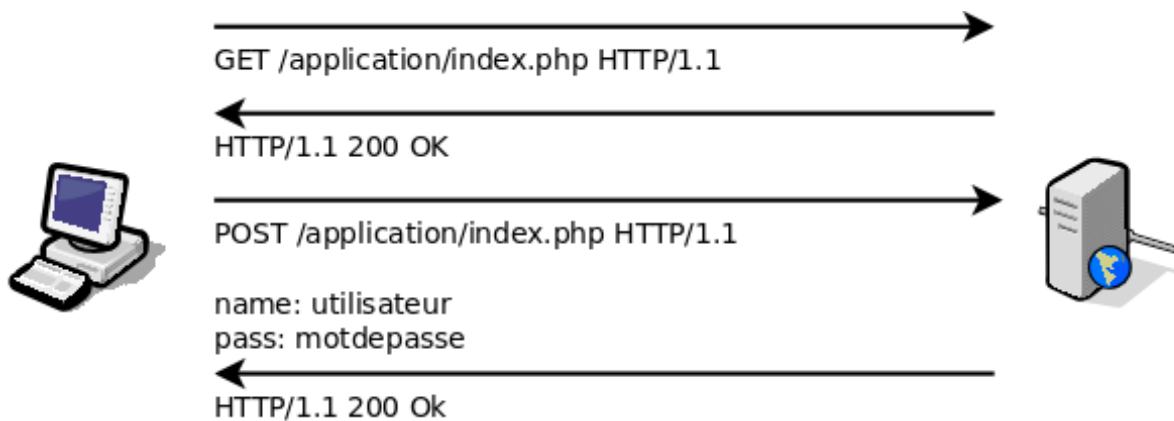 GET /application/index.php HTTP/1.1
HTTP/1.1 200 OK
POST /application/index.php HTTP/1.1
name: utilisateur
pass: motdepasse
HTTP/1.1 200 Ok